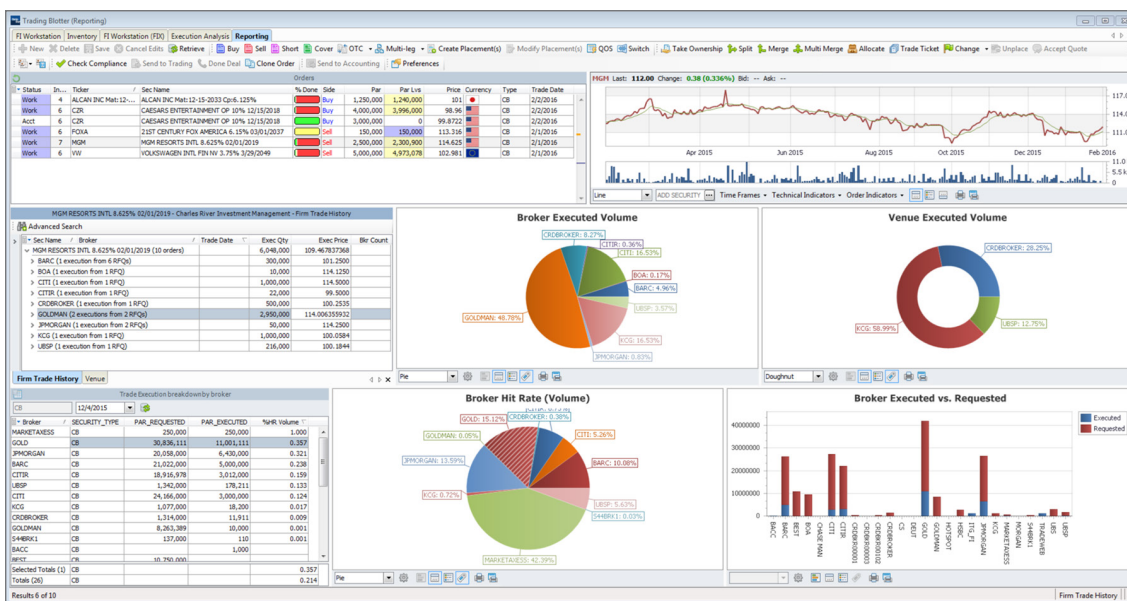 Trading Blotter (Reporting)
FI Workstation Inventory FI Workstation (FIX) Execution Analysis Reporting
New Delete Save Cancel Edits Retrieve Buy Sell Short Cover OTC Multi-leg Create Placement(s) Modify Placement(s) QOS Switch Take Ownership Split Merge Multi Merge Allocate Trade Ticket Change Unplace Accept Quote
Check Compliance Send to Trading Done Deal Clone Order Send to Accounting Preferences
Orders
Status In... Ticker Sec Name % Done Side Par Par Lvs Price Currency Type Trade Date
Work 4 ALCAN INC Mat:12-... ALCAN INC Mat:12-15-2033 Cp:6.125% Buy 1,250,000 1,240,000 101 CB 2/2/2016
Work 6 CZR CAESARS ENTERTAINMEN OP 10% 12/15/2018 Buy 4,000,000 3,996,000 98.96 CB 2/2/2016
Acct 6 CZR CAESARS ENTERTAINMEN OP 10% 12/15/2018 Buy 3,000,000 0 99.8722 CB 2/2/2016
Work 6 FOXA 21ST CENTURY FOX AMERICA 6.15% 03/01/2037 Sell 150,000 150,000 113.316 CB 2/1/2016
Work 7 MGM MGM RESORTS INTL 8.625% 02/01/2019 Sell 2,500,000 2,300,900 114.625 CB 2/1/2016
Work 6 VW VOLKSWAGEN INTL FIN NV 3.75% 3/29/2049 Sell 5,000,000 4,973,078 102.981 CB 2/1/2016
MGM Last: 112.00 Change: 0.38 (0.336%) Bid: -- Ask: --
117.0
114.0
111.0
Apr 2015 Jun 2015 Aug 2015 Oct 2015 Dec 2015 Feb 2016
11.0
5.5
Line ADD SECURITY ... Time Frames Technical Indicators Order Indicators
MGM RESORTS INTL 8.625% 02/01/2019 - Charles River Investment Management - Firm Trade History
Advanced Search
Sec Name / Broker Trade Date Exec Qty Exec Price Bkr Count
MGM RESORTS INTL 8.625% 02/01/2019 (10 orders) 6,048,000 109.467837368
BARC (1 execution from 6 RFQ) 300,000 101.2500
BOA (1 execution from 1 RFQ) 10,000 114.1250
CITI (1 execution from 1 RFQ) 1,000,000 114.5000
CITIR (1 execution from 1 RFQ) 22,000 99.5000
CRDBROKER (1 execution from 1 RFQ) 500,000 100.2535
GOLDMAN (2 executions from 2 RFQs) 2,950,000 114.006355932
JPMORGAN (1 execution from 2 RFQs) 50,000 114.2500
KCG (1 execution from 1 RFQ) 1,000,000 100.0584
UBSP (1 execution from 1 RFQ) 216,000 100.1844
Firm Trade History Venue
Broker Executed Volume
CRDBROKER: 8.27%
CITIR: 0.36%
CITI: 16.53%
BOA: 0.17%
BARC: 4.96%
UBSP: 3.57%
GOLDMAN: 48.78%
KCG: 16.53%
JPMORGAN: 0.83%
Pie
Venue Executed Volume
CRDBROKER: 28.25%
KCG: 58.99%
UBSP: 12.75%
Doughnut
Trade Execution breakdown by broker
CB 12/4/2015
Broker SECURITY_TYPE PAR_REQUESTED PAR_EXECUTED %HR Volume
MARKETAXESS CB 250,000 250,000 1.000
GOLD CB 30,836,111 11,001,111 0.357
JPMORGAN CB 20,058,000 6,430,000 0.321
BARC CB 21,022,000 5,000,000 0.238
CITIR CB 18,916,978 3,012,000 0.159
UBSP CB 1,342,000 178,211 0.133
CITI CB 24,166,000 3,000,000 0.124
KCG CB 1,077,000 18,200 0.017
CRDBROKER CB 1,314,000 11,911 0.009
GOLDMAN CB 8,263,389 10,000 0.001
S44BRK1 CB 137,000 110 0.001
BACC CB 1,000
BEST CB 10,750,000
Selected Totals (1) CB 0.357
Totals (26) CB 0.214
Broker Hit Rate (Volume)
GOLD: 15.12%
CRDBROKER: 0.38%
CITI: 5.26%
GOLDMAN: 0.05%
BARC: 10.08%
JPMORGAN: 13.59%
KCG: 0.72%
UBSP: 5.63%
S44BRK1: 0.03%
MARKETAXESS: 42.39%
Pie
Broker Executed vs. Requested
Executed
Requested
40000000
30000000
20000000
10000000
0
BACC BARC BEST BOA CHASE MAN CITI CITIR CRDBKR00001 CRDBKR00003 CRDBKR00102 CRDBROKER CS DEUT GOLD GOLDMAN HOTSPOT HSBC ITG_FI JPMORGAN KCG MARKETAXESS MORGAN S44BRK1 TRADEWEB UBS UBSP
Results 6 of 10
Firm Trade History